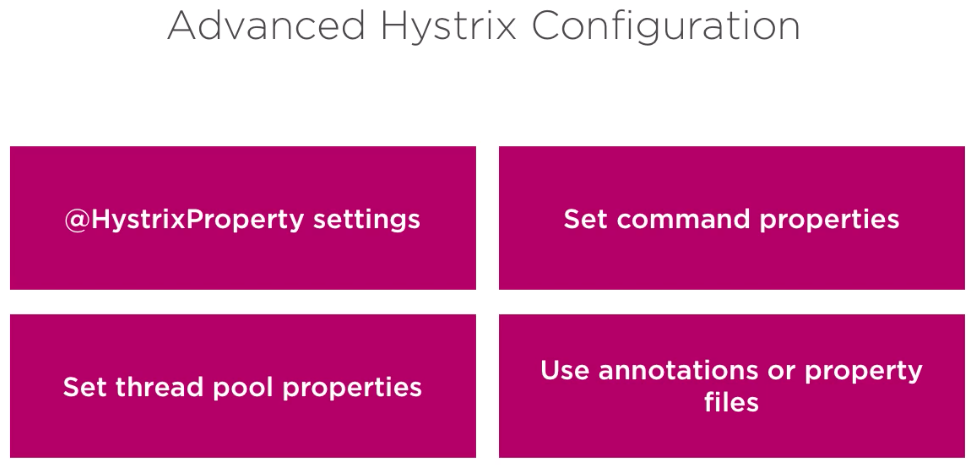 Advanced Hystrix Configuration
@HystrixProperty settings
Set command properties
Set thread pool properties
Use annotations or property
files